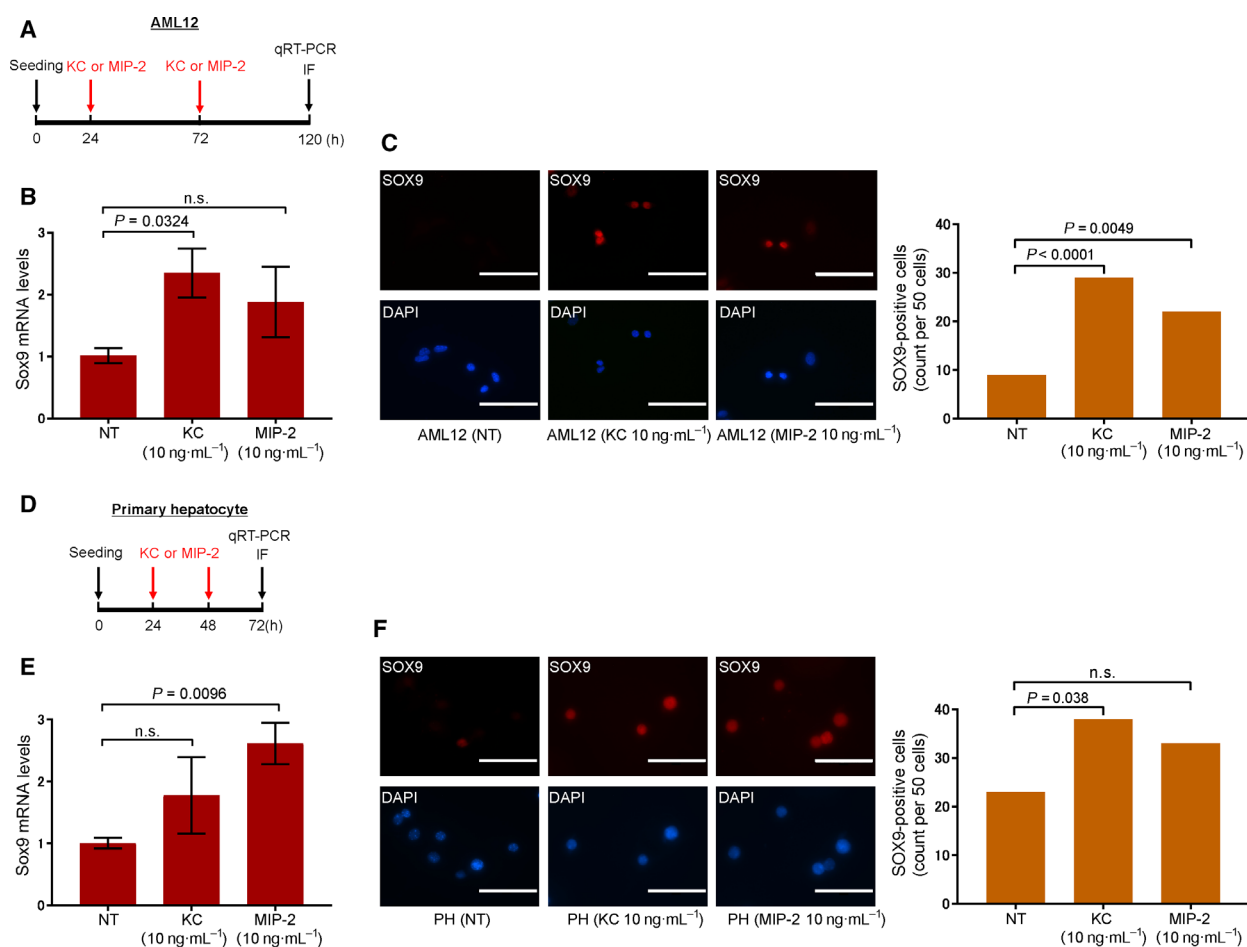 A
AML12
Seeding
KC or MIP-2
KC or MIP-2
qRT-PCR
IF
0
24
72
120 (h)
B
n.s.
P = 0.0324
Sox9 mRNA levels
3
2
1
0
NT
KC
(10 ng·mL⁻¹)
MIP-2
(10 ng·mL⁻¹)
C
SOX9
SOX9
SOX9
DAPI
DAPI
DAPI
AML12 (NT)
AML12 (KC 10 ng·mL⁻¹)
AML12 (MIP-2 10 ng·mL⁻¹)
P = 0.0049
P < 0.0001
SOX9-positive cells
(count per 50 cells)
40
30
20
10
0
NT
KC
(10 ng·mL⁻¹)
MIP-2
(10 ng·mL⁻¹)
D
Primary hepatocyte
Seeding
KC or MIP-2
qRT-PCR
IF
0
24
48
72(h)
E
P = 0.0096
n.s.
Sox9 mRNA levels
3
2
1
0
NT
KC
(10 ng·mL⁻¹)
MIP-2
(10 ng·mL⁻¹)
F
SOX9
SOX9
SOX9
DAPI
DAPI
DAPI
PH (NT)
PH (KC 10 ng·mL⁻¹)
PH (MIP-2 10 ng·mL⁻¹)
n.s.
P = 0.038
SOX9-positive cells
(count per 50 cells)
40
30
20
10
0
NT
KC
(10 ng·mL⁻¹)
MIP-2
(10 ng·mL⁻¹)